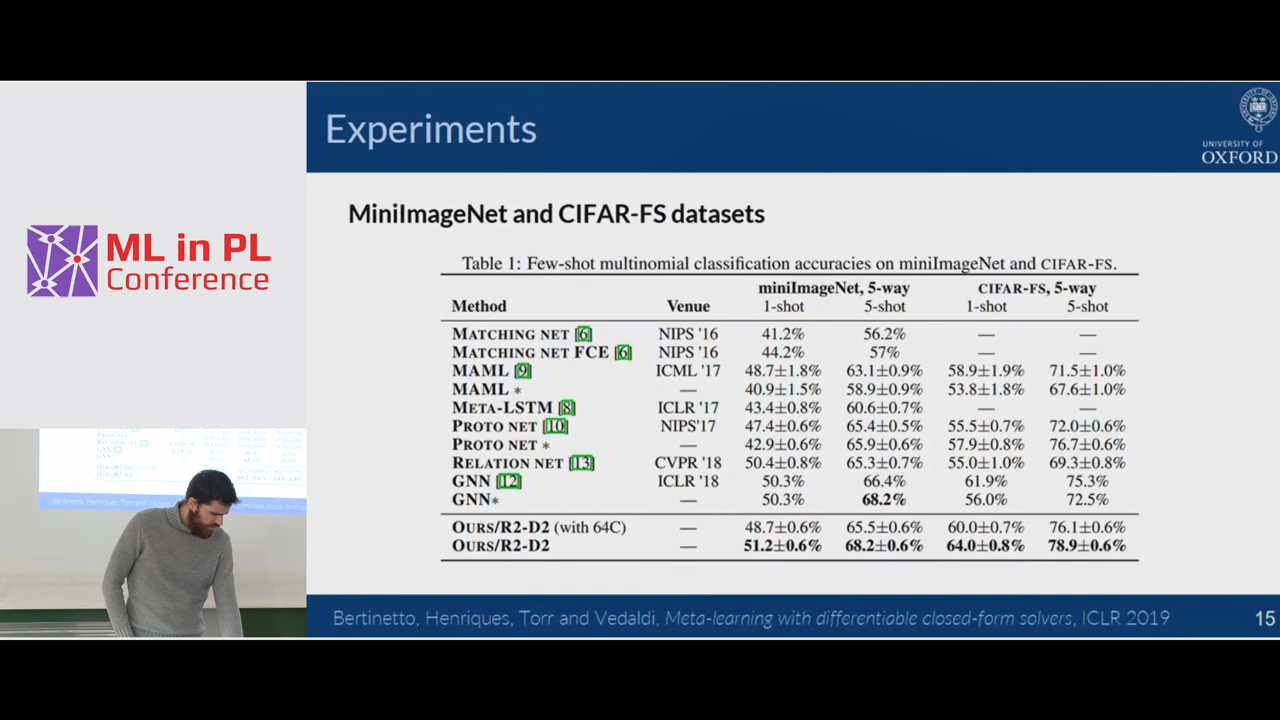 Experiments
UNIVERSITY OF
OXFORD
MiniImageNet and CIFAR-FS datasets
ML in PL
Conference
Table 1: Few-shot multinomial classification accuracies on miniImageNet and CIFAR-FS.
miniImageNet, 5-way CIFAR-FS, 5-way
Method Venue 1-shot 5-shot 1-shot 5-shot
MATCHING NET [6] NIPS '16 41.2% 56.2% — —
MATCHING NET FCE [6] NIPS '16 44.2% 57% — —
MAML [9] ICML '17 48.7±1.8% 63.1±0.9% 58.9±1.9% 71.5±1.0%
MAML * — 40.9±1.5% 58.9±0.9% 53.8±1.8% 67.6±1.0%
META-LSTM [8] ICLR '17 43.4±0.8% 60.6±0.7% — —
PROTO NET [10] NIPS'17 47.4±0.6% 65.4±0.5% 55.5±0.7% 72.0±0.6%
PROTO NET * — 42.9±0.6% 65.9±0.6% 57.9±0.8% 76.7±0.6%
RELATION NET [13] CVPR '18 50.4±0.8% 65.3±0.7% 55.0±1.0% 69.3±0.8%
GNN [12] ICLR '18 50.3% 66.4% 61.9% 75.3%
GNN* — 50.3% 68.2% 56.0% 72.5%
OURS/R2-D2 (with 64C) — 48.7±0.6% 65.5±0.6% 60.0±0.7% 76.1±0.6%
OURS/R2-D2 — 51.2±0.6% 68.2±0.6% 64.0±0.8% 78.9±0.6%
Bertinetto, Henriques, Torr and Vedaldi, Meta-learning with differentiable closed-form solvers, ICLR 2019
15